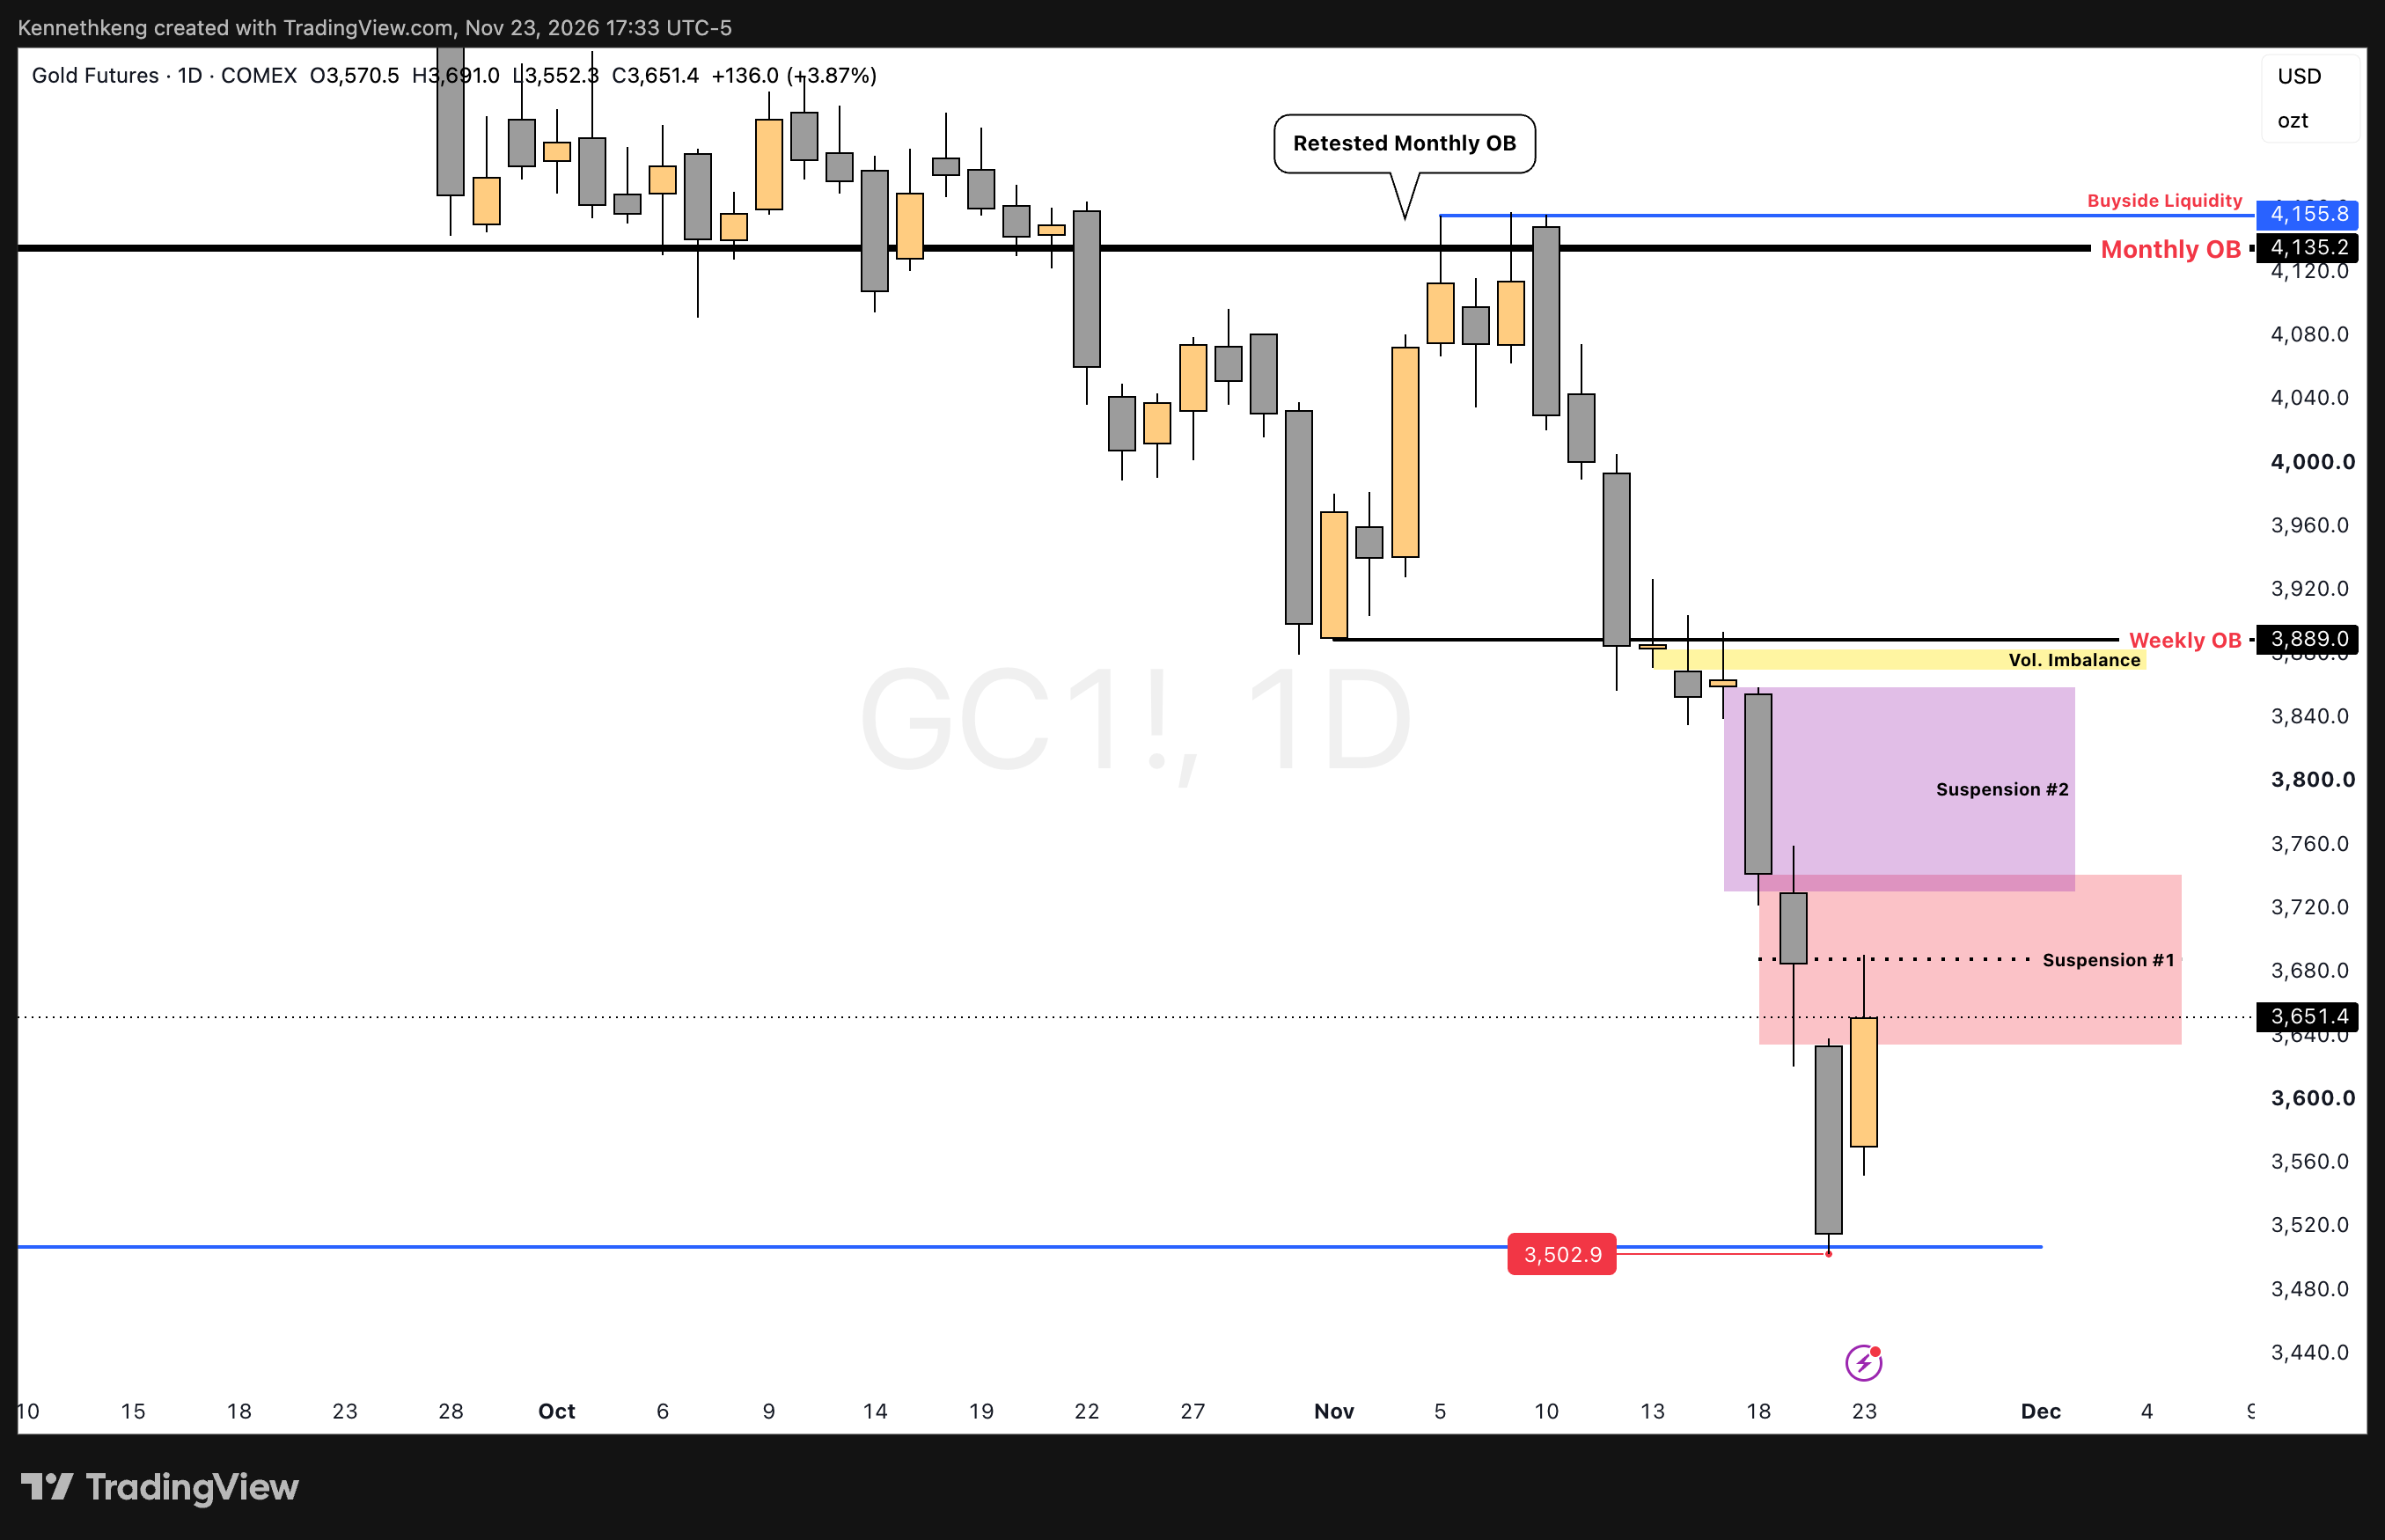 Kennethkeng created with TradingView.com, Nov 23, 2026 17:33 UTC-5
Gold Futures · 1D · COMEX O3,570.5 H3,691.0 L3,552.3 C3,651.4 +136.0 (+3.87%)
USD
ozt
Retested Monthly OB
Buyside Liquidity
4,155.8
Monthly OB
4,135.2
4,120.0
4,080.0
4,040.0
4,000.0
3,960.0
3,920.0
Weekly OB
3,889.0
3,880.0
Vol. Imbalance
GC1!, 1D
3,840.0
3,800.0
Suspension #2
3,760.0
3,720.0
Suspension #1
3,680.0
3,651.4
3,640.0
3,600.0
3,560.0
3,520.0
3,502.9
3,480.0
3,440.0
10 15 18 23 28 Oct 6 9 14 19 22 27 Nov 5 10 13 18 23 Dec 4 9
TradingView